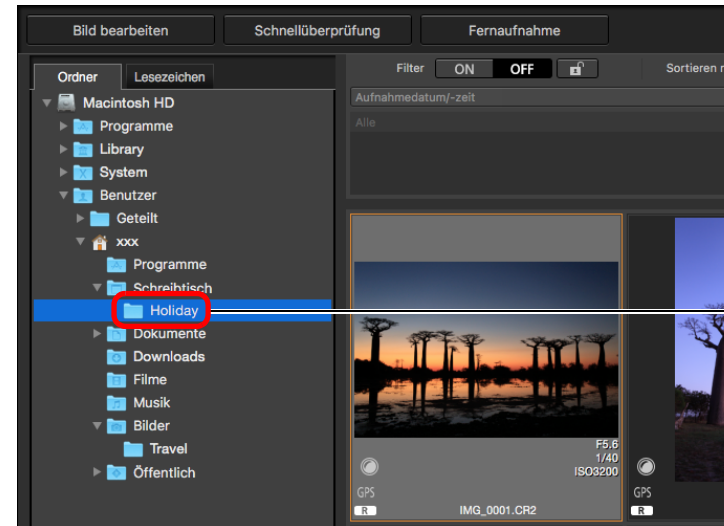 Bild bearbeiten Schnellüberprüfung Fernaufnahme
Filter ON OFF Sortieren
Ordner Lesezeichen
Aufnahmedatum/-zeit
Alle
Macintosh HD
Programme
Library
System
Benutzer
Geteilt
xxx
Programme
Schreibtisch
Holiday
Dokumente
Downloads
Filme
Musik
Bilder
Travel
Öffentlich
F5.6
1/40
ISO3200
GPS
R IMG_0001.CR2
GPS
R